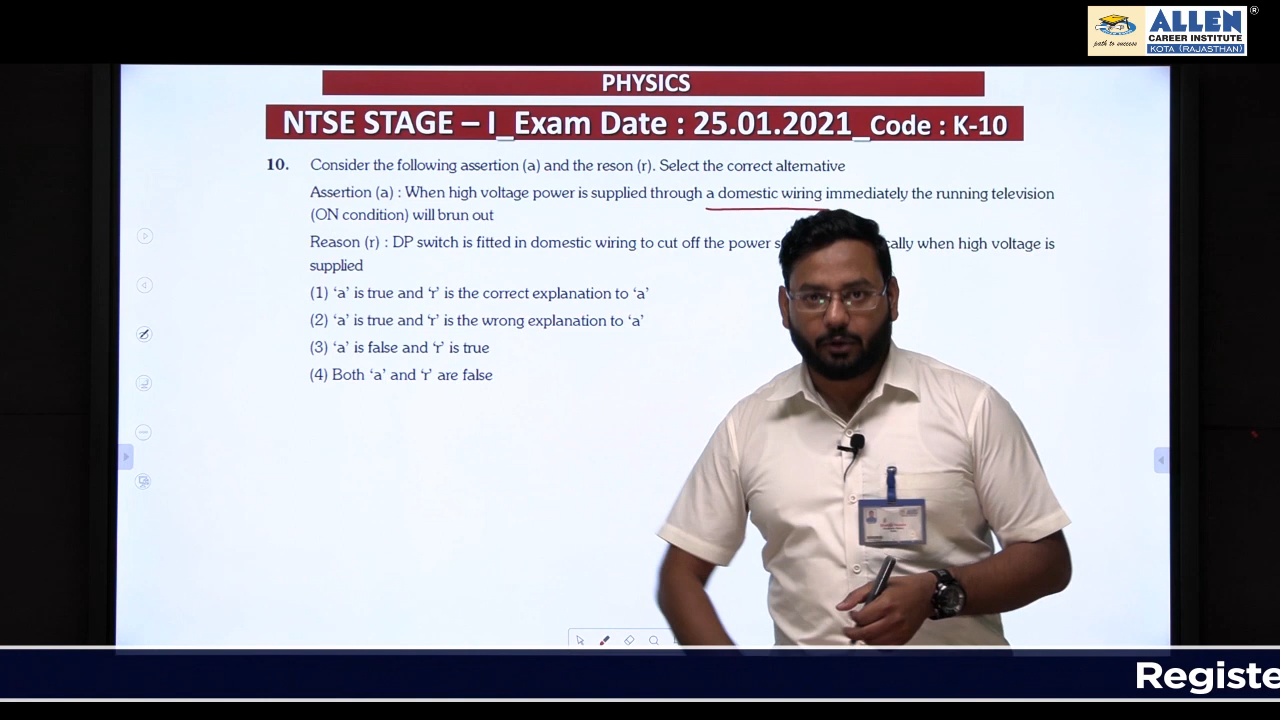 ALLEN
®
CAREER INSTITUTE
path to success
KOTA (RAJASTHAN)
PHYSICS
NTSE STAGE – I_Exam Date : 25.01.2021_Code : K-10
10. Consider the following assertion (a) and the reson (r). Select the correct alternative
Assertion (a) : When high voltage power is supplied through a domestic wiring immediately the running television
(ON condition) will brun out
Reason (r) : DP switch is fitted in domestic wiring to cut off the power when high voltage is
supplied
(1) ‘a’ is true and ‘r’ is the correct explanation to ‘a’
(2) ‘a’ is true and ‘r’ is the wrong explanation to ‘a’
(3) ‘a’ is false and ‘r’ is true
(4) Both ‘a’ and ‘r’ are false
Registe